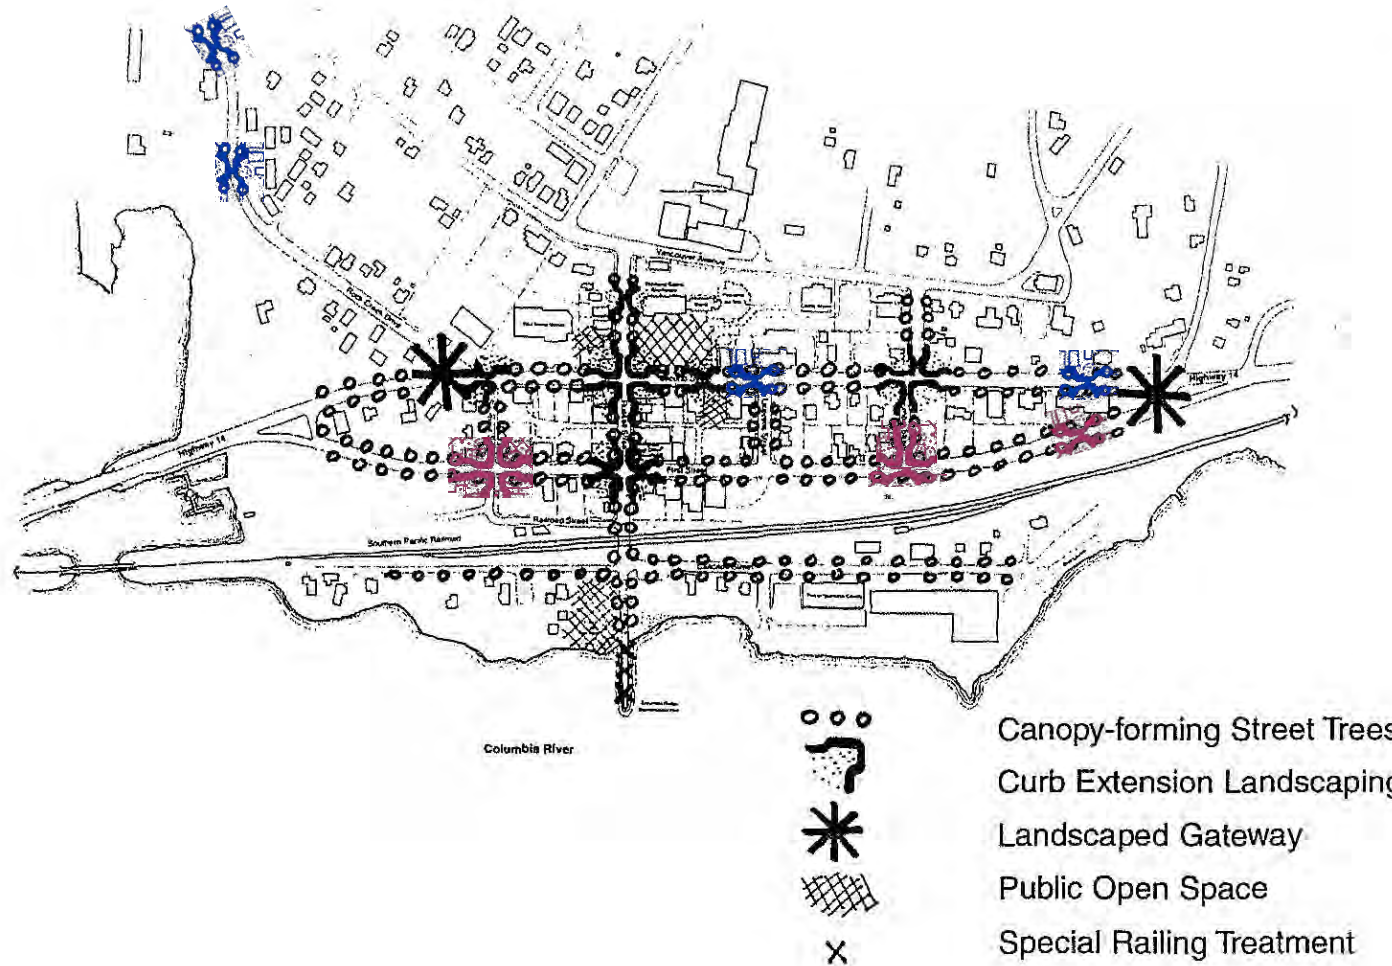 Vancouver Avenue
Rock Creek Drive
Highway 14
Highway 14
First Street
Railroad Street
Southern Pacific Railroad
Columbia River
Canopy-forming Street Trees
Curb Extension Landscaping
Landscaped Gateway
Public Open Space
Special Railing Treatment